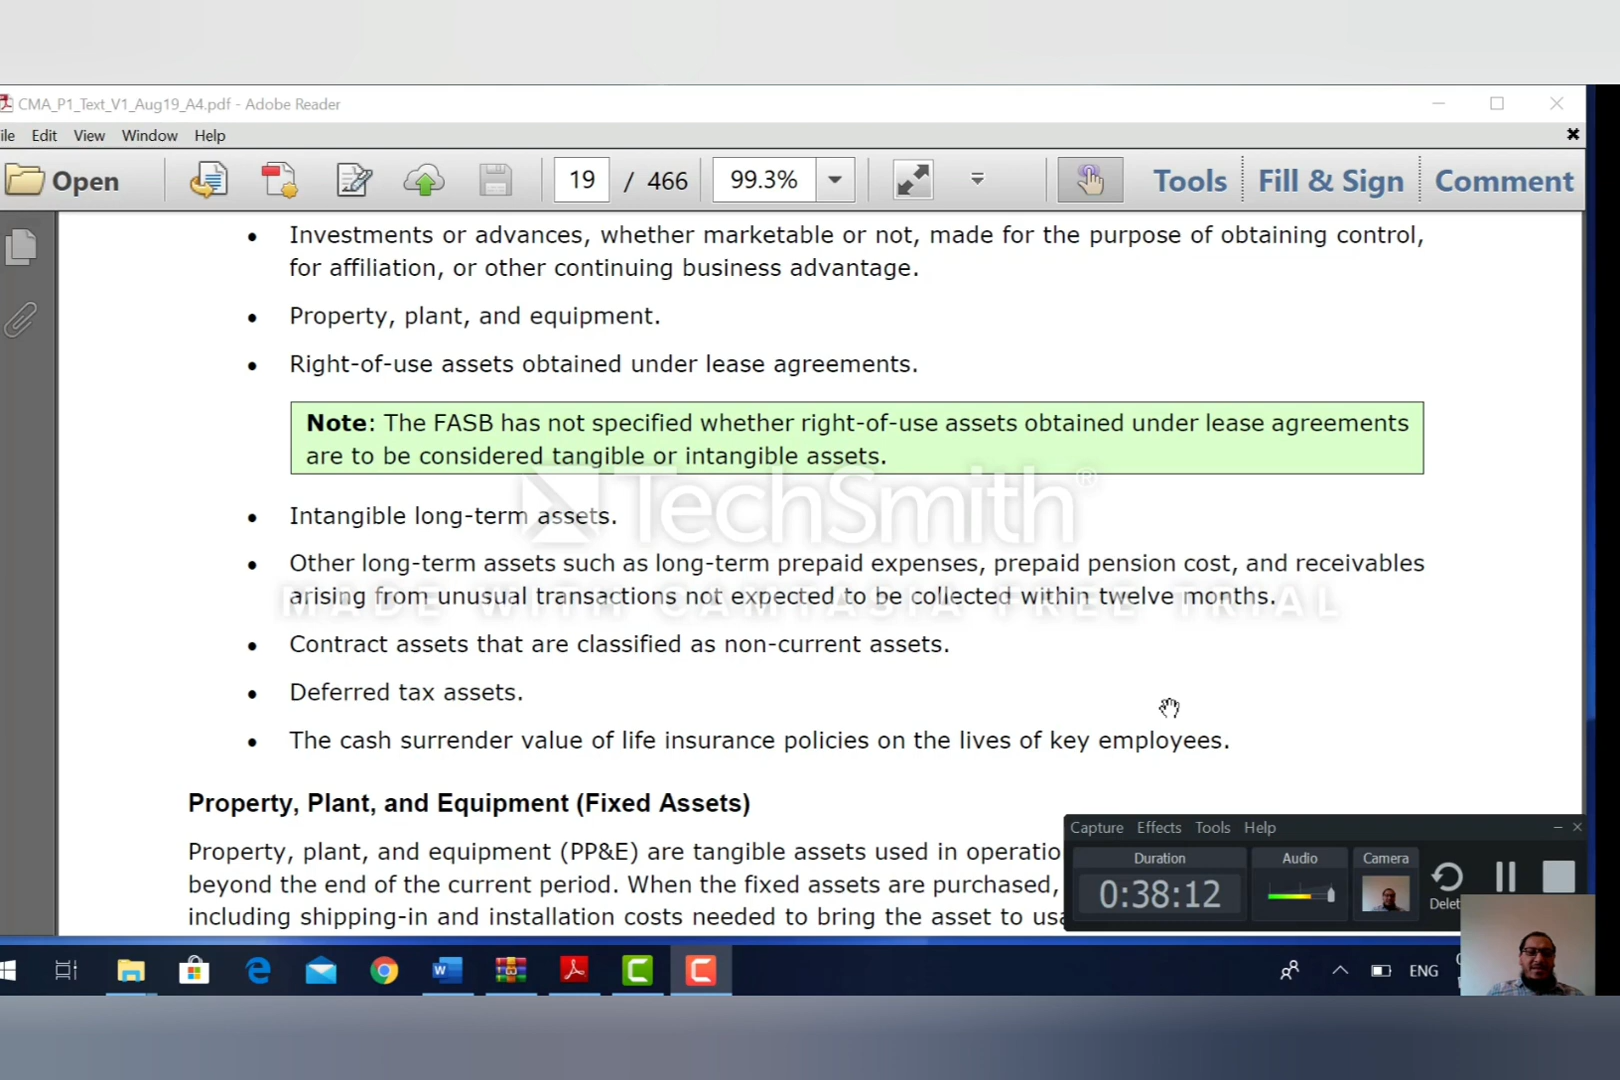 CMA_P1_Text_V1_Aug19_A4.pdf - Adobe Reader
ile Edit View Window Help
Open 19 / 466 99.3% Tools Fill & Sign Comment
• Investments or advances, whether marketable or not, made for the purpose of obtaining control,
for affiliation, or other continuing business advantage.
• Property, plant, and equipment.
• Right-of-use assets obtained under lease agreements.
Note: The FASB has not specified whether right-of-use assets obtained under lease agreements
are to be considered tangible or intangible assets.
TechSmith®
• Intangible long-term assets.
• Other long-term assets such as long-term prepaid expenses, prepaid pension cost, and receivables
arising from unusual transactions not expected to be collected within twelve months.
MADE WITH CAMTASIA FREE TRIAL
• Contract assets that are classified as non-current assets.
• Deferred tax assets.
• The cash surrender value of life insurance policies on the lives of key employees.
Property, Plant, and Equipment (Fixed Assets)
Property, plant, and equipment (PP&E) are tangible assets used in operatio
beyond the end of the current period. When the fixed assets are purchased,
including shipping-in and installation costs needed to bring the asset to usa
Capture Effects Tools Help
Duration Audio Camera
0:38:12
Delet
ENG